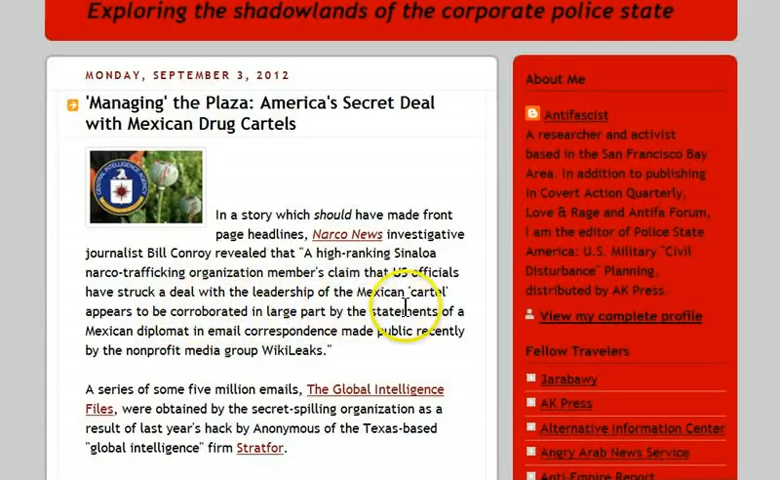 Exploring the shadowlands of the corporate police state
MONDAY, SEPTEMBER 3, 2012
'Managing' the Plaza: America's Secret Deal
with Mexican Drug Cartels
In a story which should have made front
page headlines, Narco News investigative
journalist Bill Conroy revealed that "A high-ranking Sinaloa
narco-trafficking organization member's claim that US officials
have struck a deal with the leadership of the Mexican 'cartel'
appears to be corroborated in large part by the statements of a
Mexican diplomat in email correspondence made public recently
by the nonprofit media group WikiLeaks."
A series of some five million emails, The Global Intelligence
Files, were obtained by the secret-spilling organization as a
result of last year's hack by Anonymous of the Texas-based
"global intelligence" firm Stratfor.
About Me
Antifascist
A researcher and activist
based in the San Francisco Bay
Area. In addition to publishing
in Covert Action Quarterly,
Love & Rage and Antifa Forum,
I am the editor of Police State
America: U.S. Military "Civil
Disturbance" Planning,
distributed by AK Press.
View my complete profile
Fellow Travelers
3arabawy
AK Press
Alternative Information Center
Angry Arab News Service
Anti-Empire Report